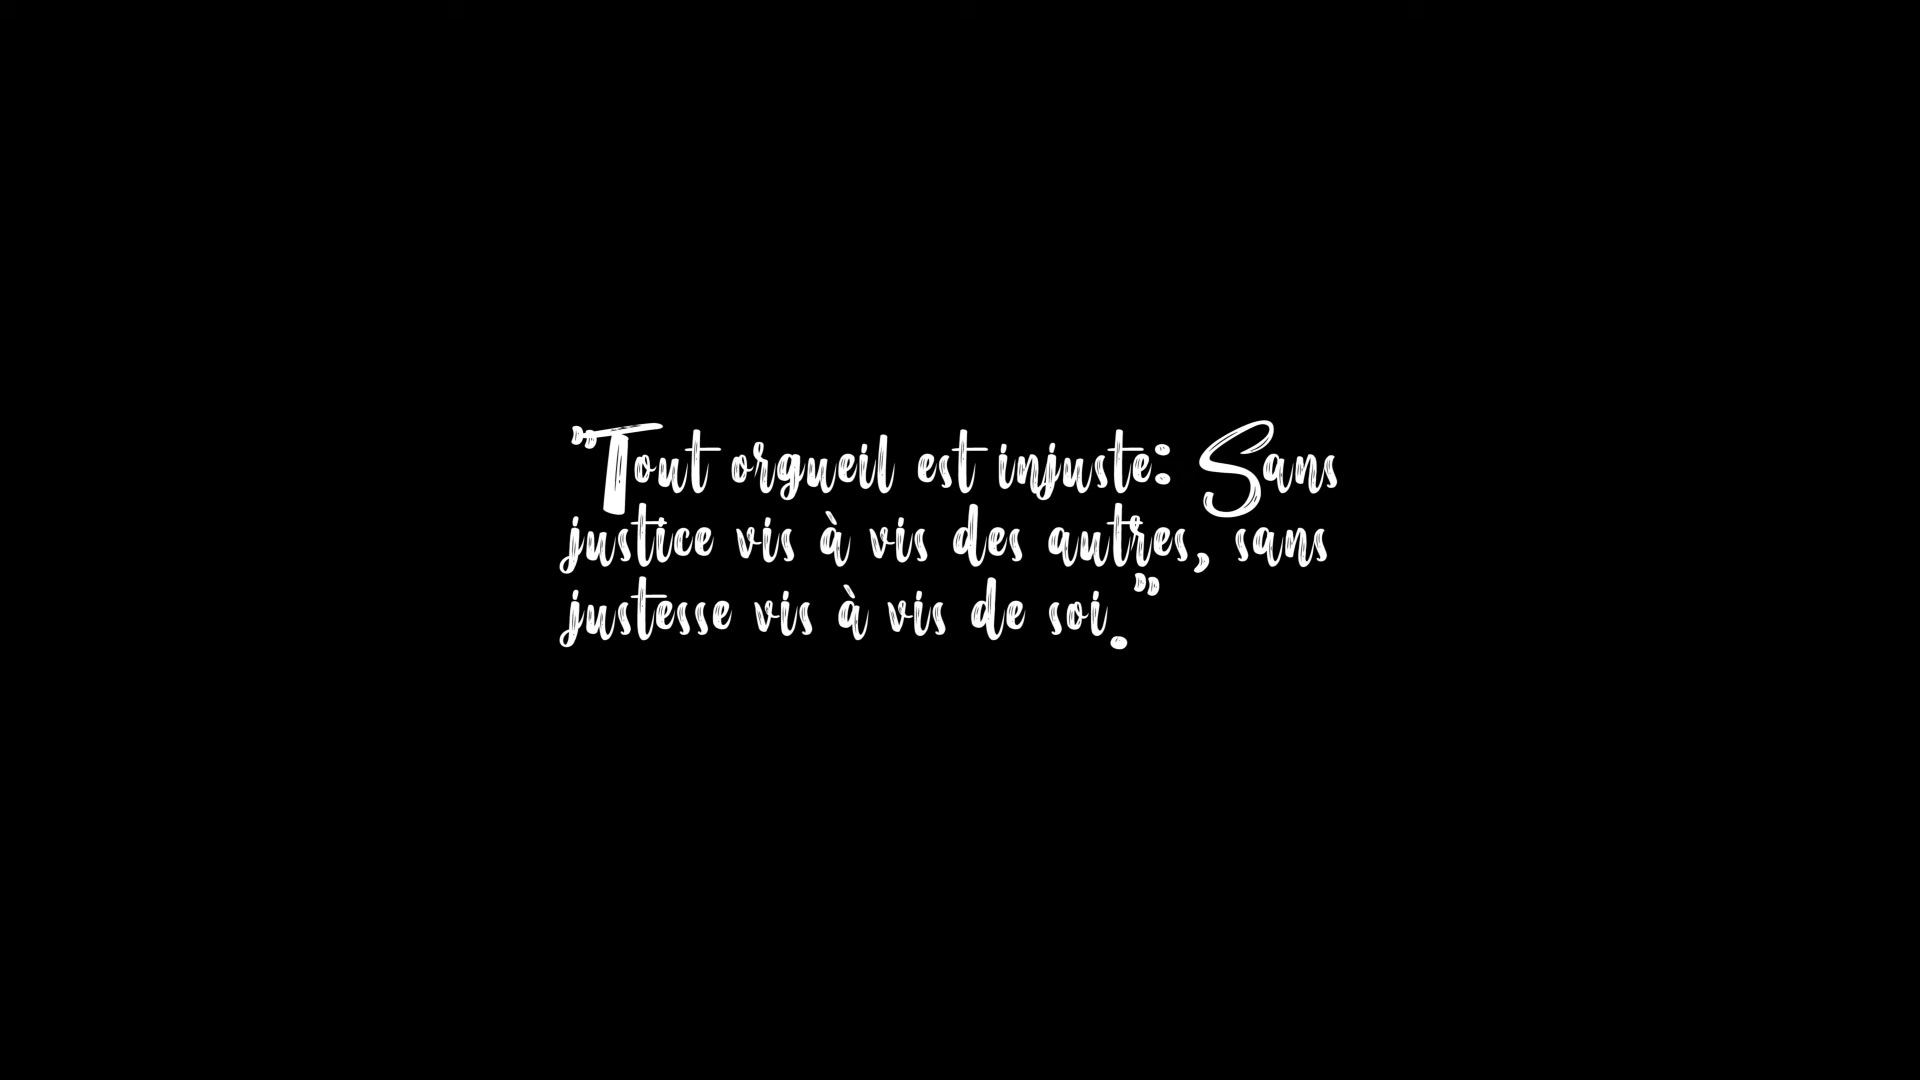 "Tout orgueil est injuste: Sans
justice vis à vis des autres, sans
justesse vis à vis de soi."